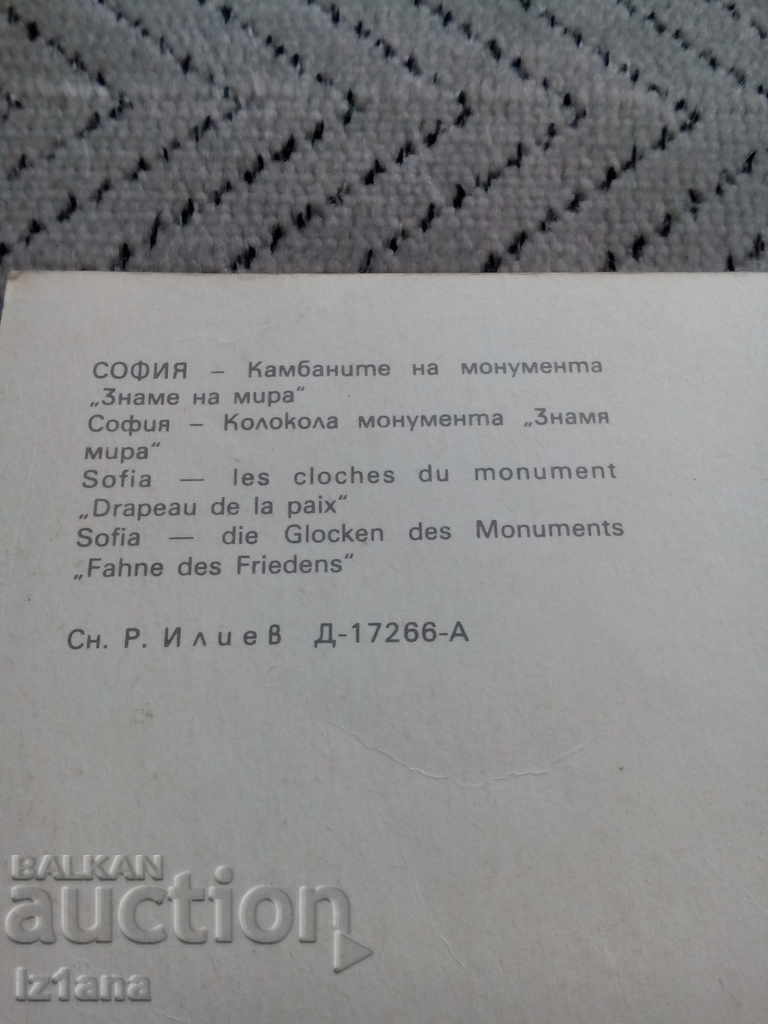 СОФИЯ – Камбаните на монумента
„Знаме на мира“
София – Колокола монумента „Знамя
мира“
Sofia — les cloches du monument
„Drapeau de la paix“
Sofia — die Glocken des Monuments
„Fahne des Friedens“
Сн. Р. Илиев Д-17266-А
BALKAN
auction
Iz1ana